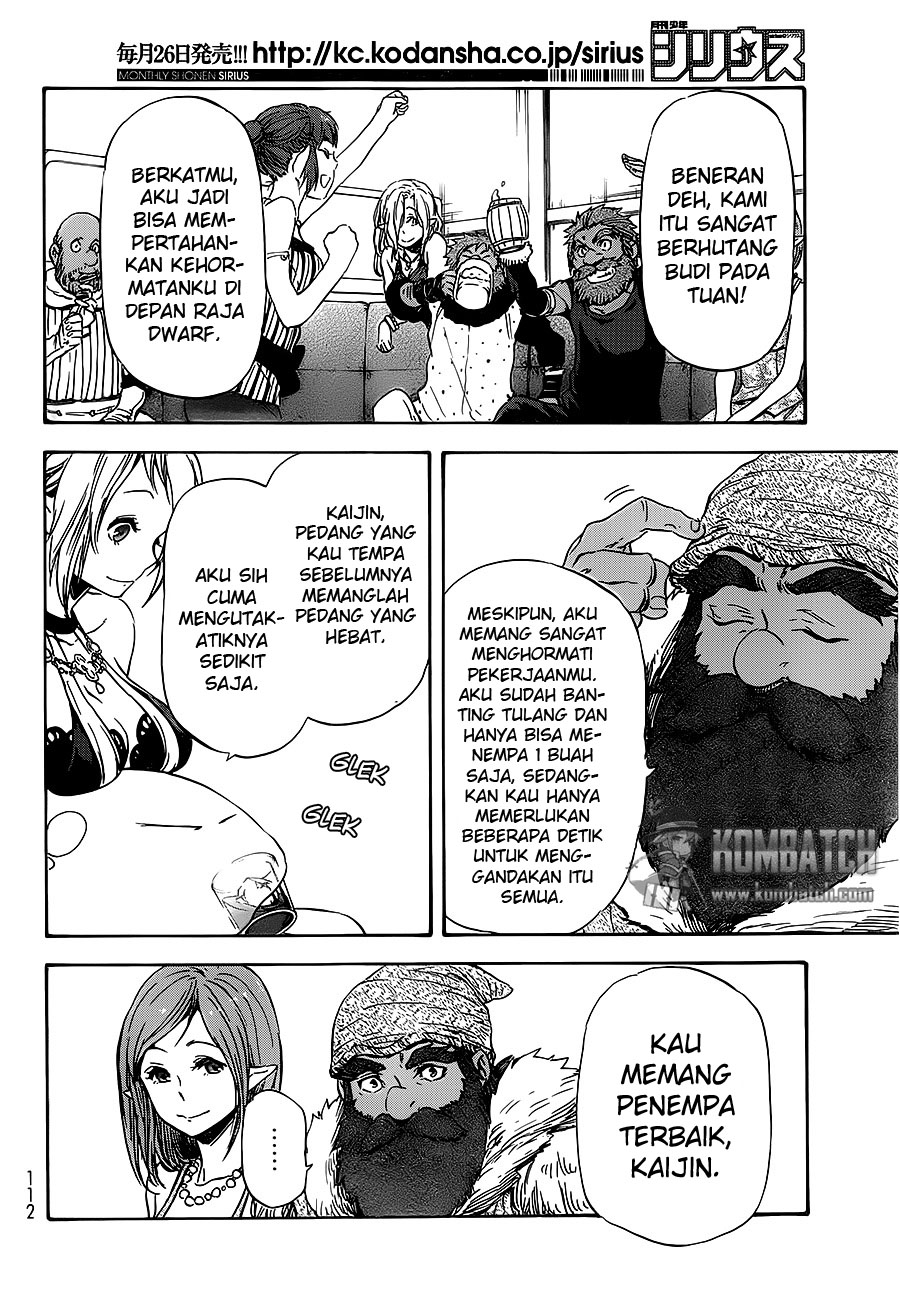 毎月26日発売!!! http://kc.kodansha.co.jp/sirius
月刊少年
シリウス
MONTHLY SHONEN SIRIUS
BENERAN
DEH, KAMI
ITU SANGAT
BERHUTANG
BUDI PADA
TUAN!
BERKATMU,
AKU JADI
BISA MEM-
PERTAHAN-
KAN KEHOR-
MATANKU DI
DEPAN RAJA
DWARF.
MESKIPUN, AKU
MEMANG SANGAT
MENGHORMATI
PEKERJAANMU.
AKU SUDAH BAN-
TING TULANG DAN
HANYA BISA ME-
NEMPA 1 BUAH
SAJA, SEDANG-
KAN KAU HANYA
MEMERLUKAN
BEBERAPA DETIK
UNTUK MENG-
GANDAKAN ITU
SEMUA.
KAIJIN,
PEDANG YANG
KAU TEMPA
SEBELUMNYA
MEMANGLAH
PEDANG YANG
HEBAT.
AKU SIH
CUMA
MENGUTAK-
ATIKNYA
SEDIKIT
SAJA.
GLEK
GLEK
KOMBATCH
www.kombatch.com
KAU
MEMANG
PENEMPA
TERBAIK,
KAIJIN.
......
112